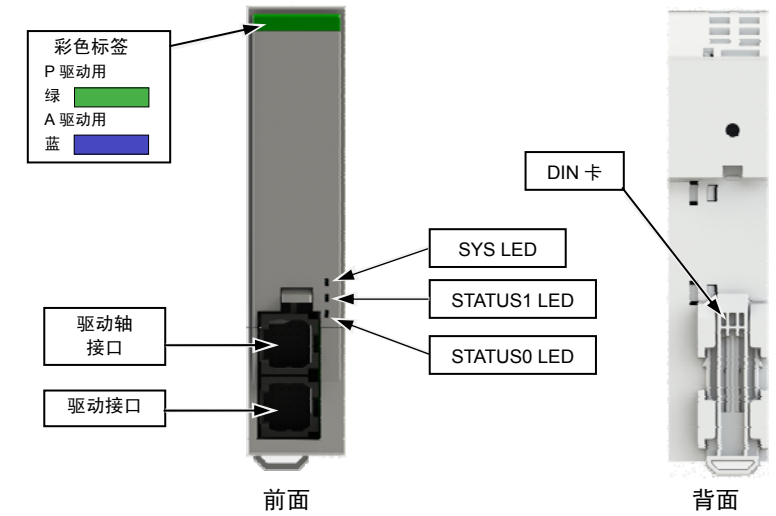 彩色标签
P 驱动用
绿
A 驱动用
蓝
DIN 卡
SYS LED
STATUS1 LED
驱动轴
接口
STATUS0 LED
驱动接口
前面
背面